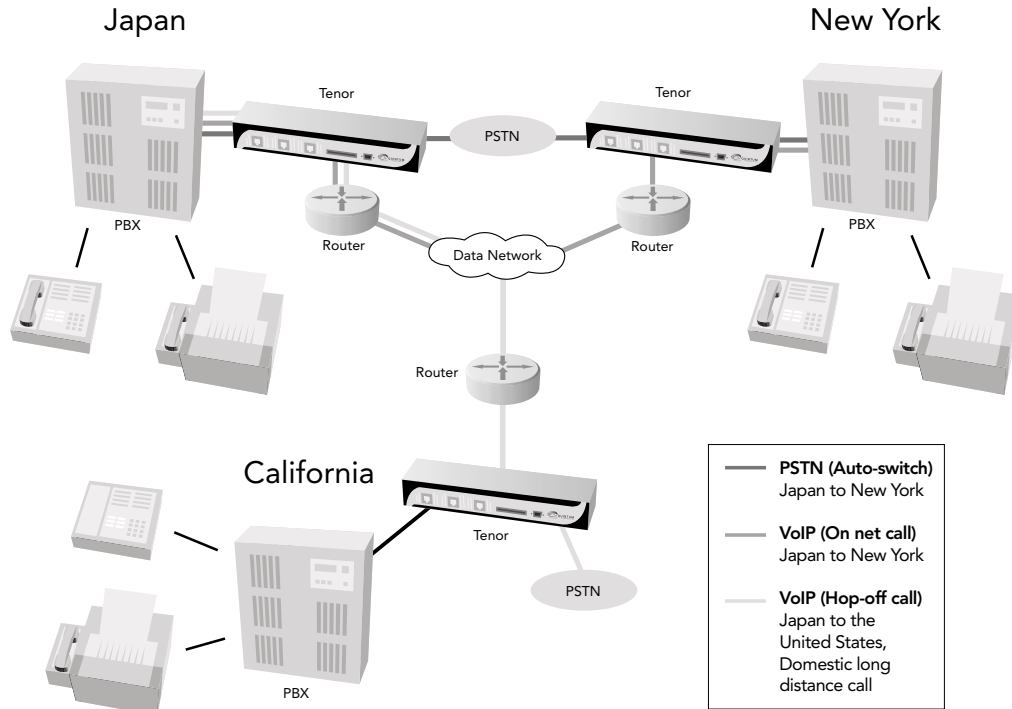 Japan
New York
Tenor
Tenor
PSTN
PBX
Router
Router
PBX
Data Network
Router
California
Tenor
PSTN
PBX
PSTN (Auto-switch)
Japan to New York
VoIP (On net call)
Japan to New York
VoIP (Hop-off call)
Japan to the
United States,
Domestic long
distance call